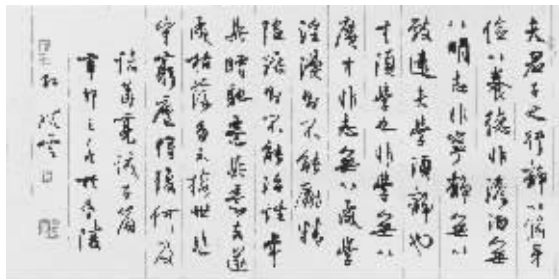 夫君子之行靜以修身
儉以養德非澹泊無
以明志非寧靜無以
致遠夫學須靜也
才須學也非學無以
廣才非志無以成學
淫漫則不能勵精
險躁則不能治性年
與時馳意與歲去遂
成枯落多不接世悲
守窮廬將復何及
諸葛亮誡子篇